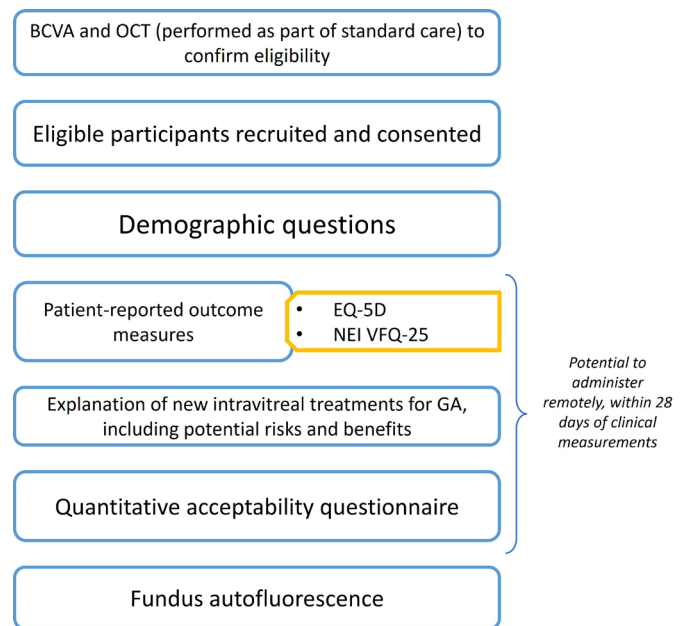 BCVA and OCT (performed as part of standard care) to
confirm eligibility
Eligible participants recruited and consented
Demographic questions
Patient-reported outcome
measures
• EQ-5D
• NEI VFQ-25
Explanation of new intravitreal treatments for GA,
including potential risks and benefits
Quantitative acceptability questionnaire
Potential to
administer
remotely, within 28
days of clinical
measurements
Fundus autofluorescence